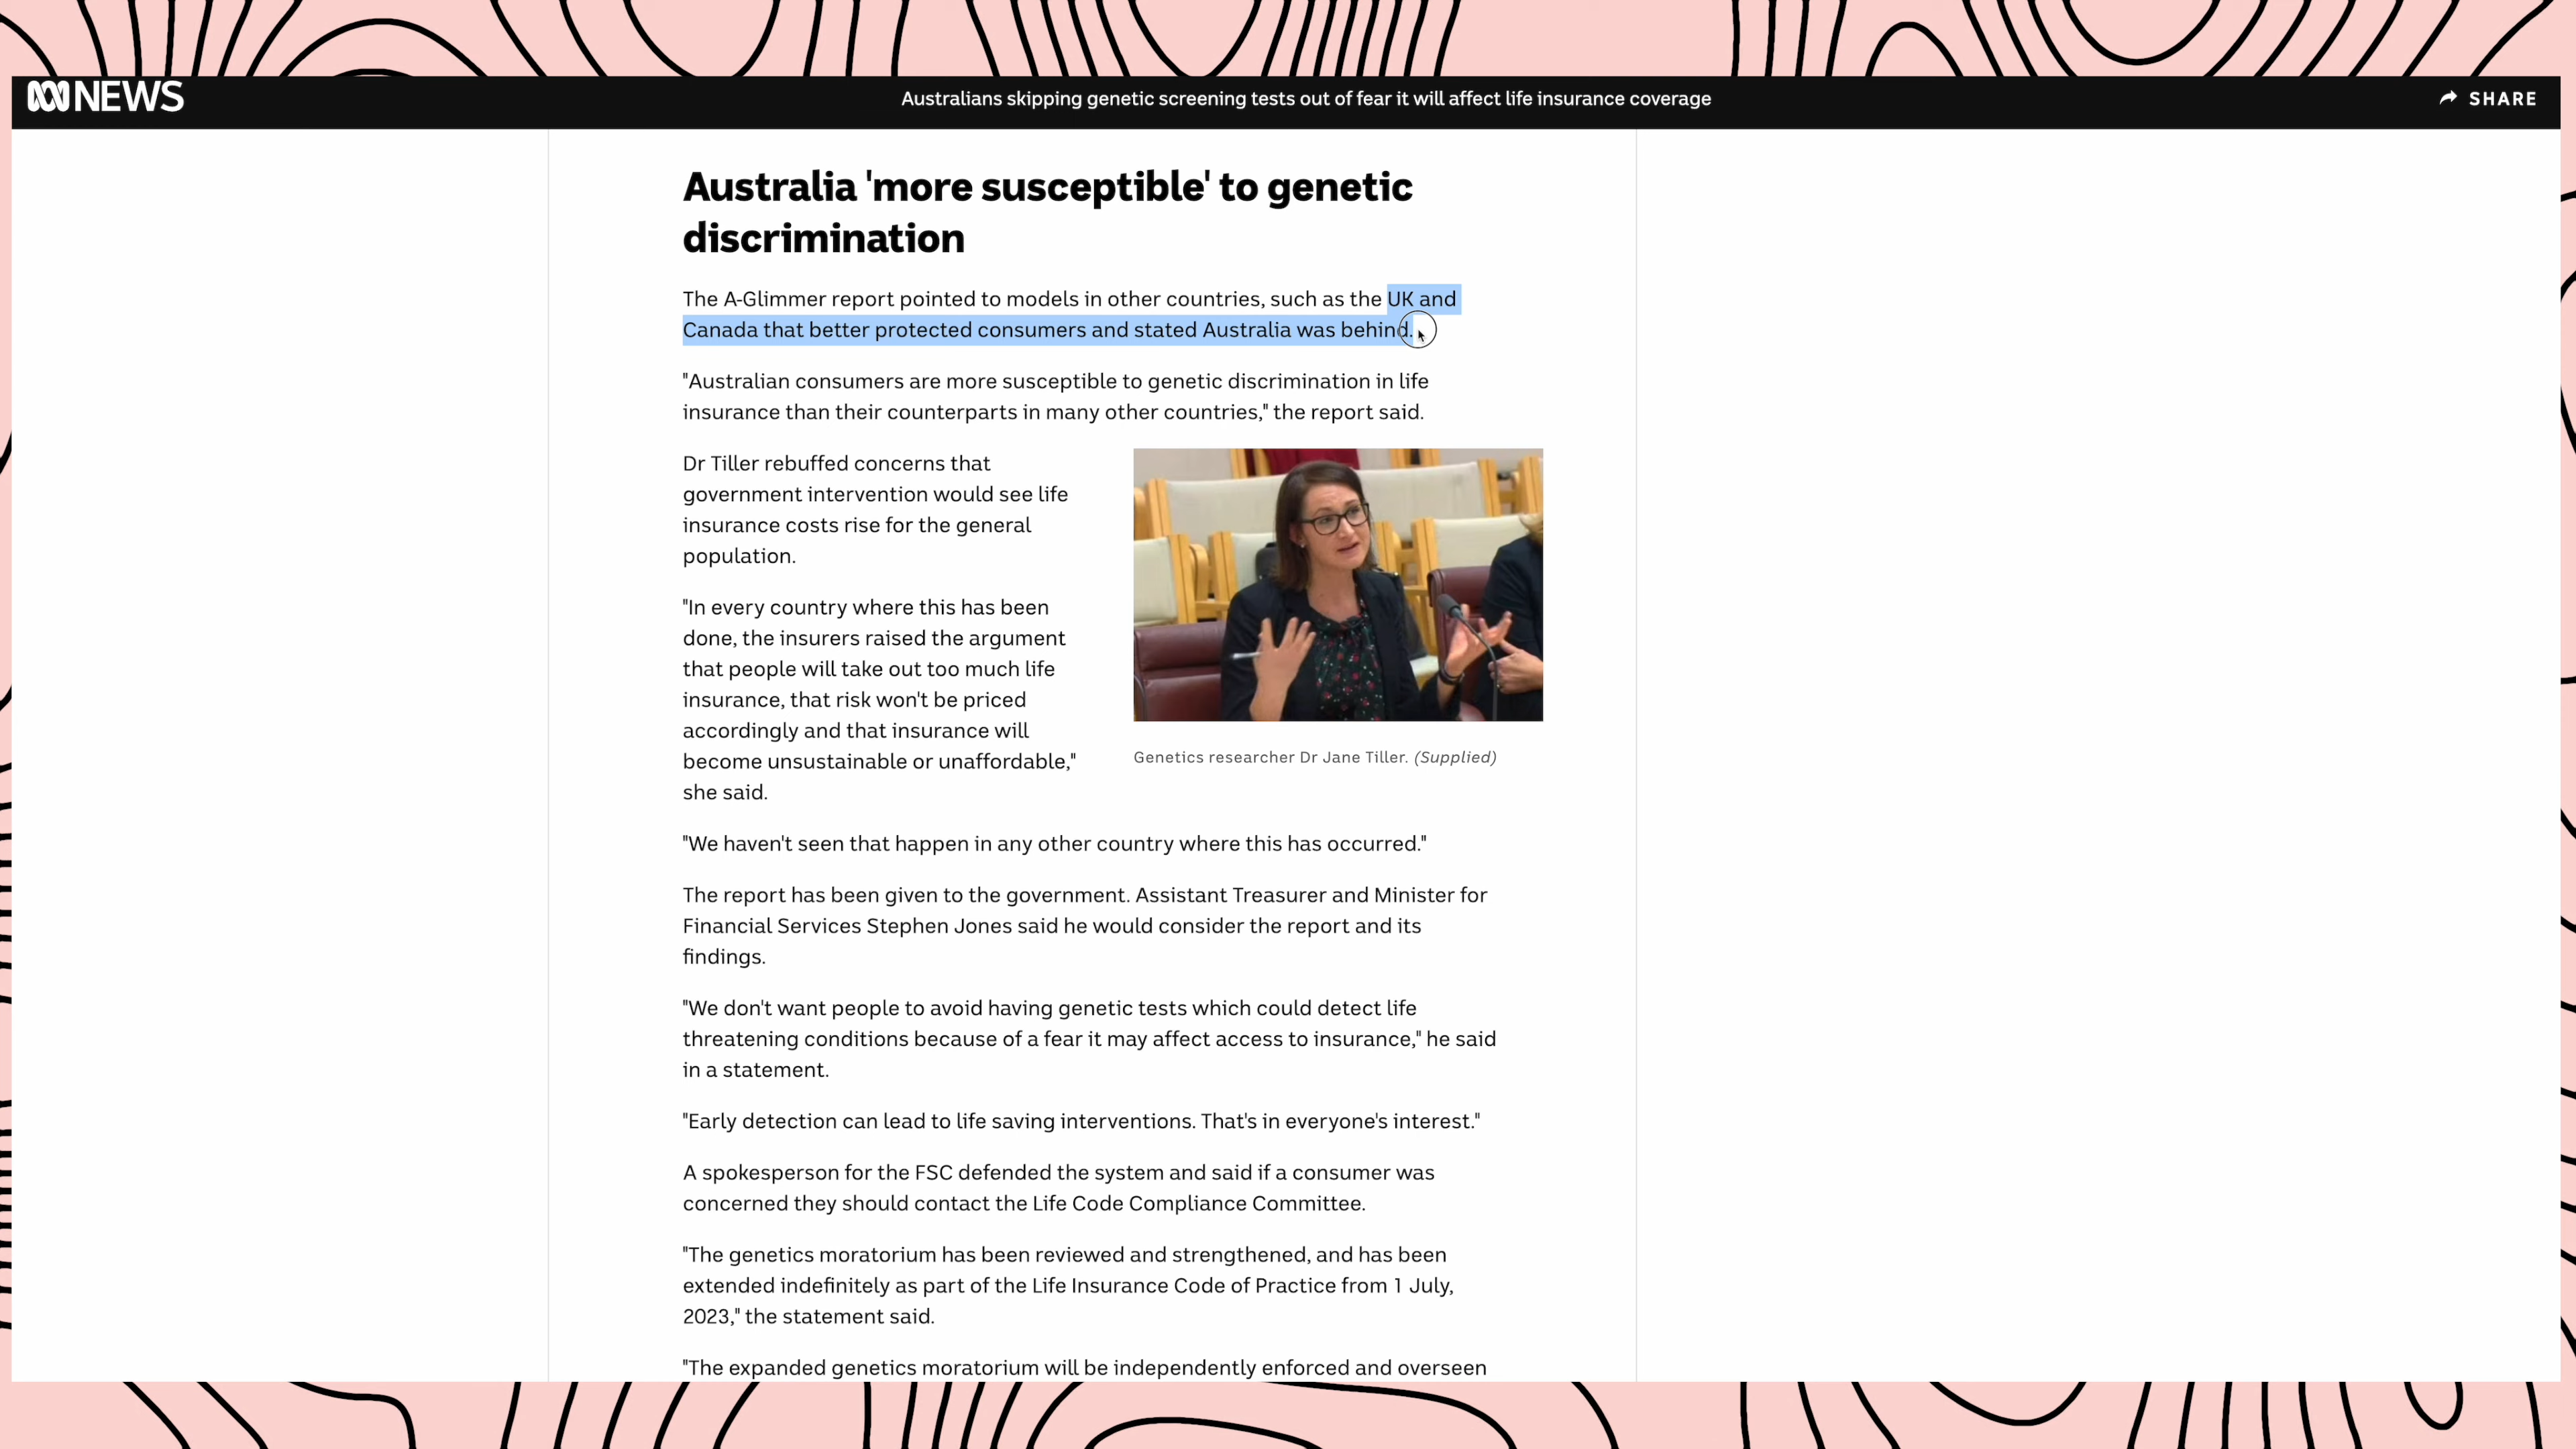 NEWS
Australians skipping genetic screening tests out of fear it will affect life insurance coverage
SHARE
Australia 'more susceptible' to genetic
discrimination
The A-Glimmer report pointed to models in other countries, such as the UK and
Canada that better protected consumers and stated Australia was behind.
"Australian consumers are more susceptible to genetic discrimination in life
insurance than their counterparts in many other countries," the report said.
Dr Tiller rebuffed concerns that
government intervention would see life
insurance costs rise for the general
population.
"In every country where this has been
done, the insurers raised the argument
that people will take out too much life
insurance, that risk won't be priced
accordingly and that insurance will
become unsustainable or unaffordable,"
she said.
Genetics researcher Dr Jane Tiller. (Supplied)
"We haven't seen that happen in any other country where this has occurred."
The report has been given to the government. Assistant Treasurer and Minister for
Financial Services Stephen Jones said he would consider the report and its
findings.
"We don't want people to avoid having genetic tests which could detect life
threatening conditions because of a fear it may affect access to insurance," he said
in a statement.
"Early detection can lead to life saving interventions. That's in everyone's interest."
A spokesperson for the FSC defended the system and said if a consumer was
concerned they should contact the Life Code Compliance Committee.
"The genetics moratorium has been reviewed and strengthened, and has been
extended indefinitely as part of the Life Insurance Code of Practice from 1 July,
2023," the statement said.
"The expanded genetics moratorium will be independently enforced and overseen